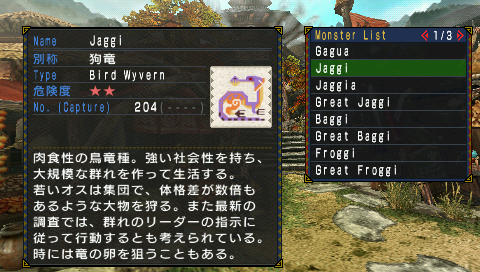 Name Jaggi
別称 狗竜
Type Bird Wyvern
危険度 ★★
No. (Capture) 204(----)
肉食性の鳥竜種。強い社会性を持ち、
大規模な群れを作って生活する。
若いオスは集団で、体格差が数倍も
あるような大物を狩る。また最新の
調査では、群れのリーダーの指示に
従って行動するとも考えられている。
時には竜の卵を狙うこともある。
Monster List 1/3
Gagua
Jaggi
Jaggia
Great Jaggi
Baggi
Great Baggi
Froggi
Great Froggi